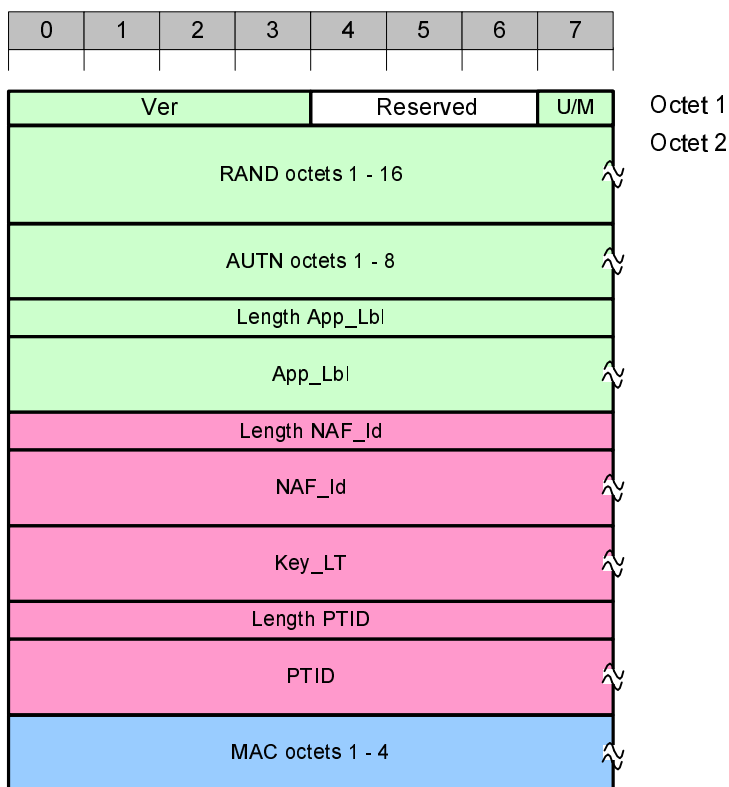 0 1 2 3 4 5 6 7
Ver Reserved U/M Octet 1
Octet 2
RAND octets 1 - 16
AUTN octets 1 - 8
Length App_Lbl
App_Lbl
Length NAF_Id
NAF_Id
Key_LT
Length PTID
PTID
MAC octets 1 - 4